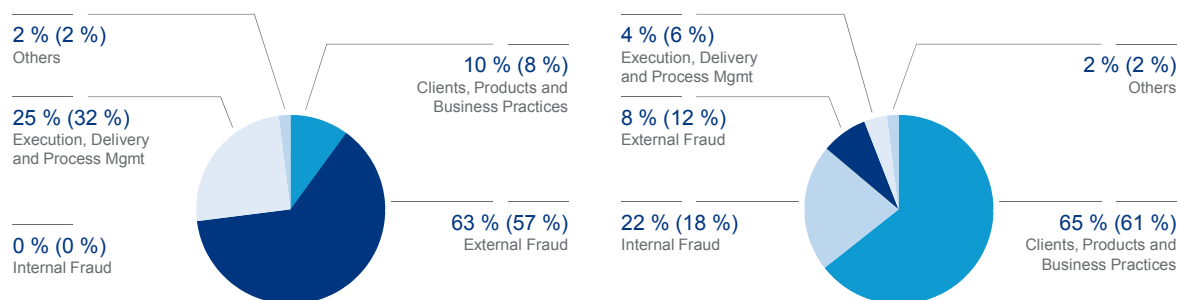 2 % (2 %)
Others
10 % (8 %)
Clients, Products and
Business Practices
25 % (32 %)
Execution, Delivery
and Process Mgmt
63 % (57 %)
External Fraud
0 % (0 %)
Internal Fraud
4 % (6 %)
Execution, Delivery
and Process Mgmt
2 % (2 %)
Others
8 % (12 %)
External Fraud
22 % (18 %)
Internal Fraud
65 % (61 %)
Clients, Products and
Business Practices